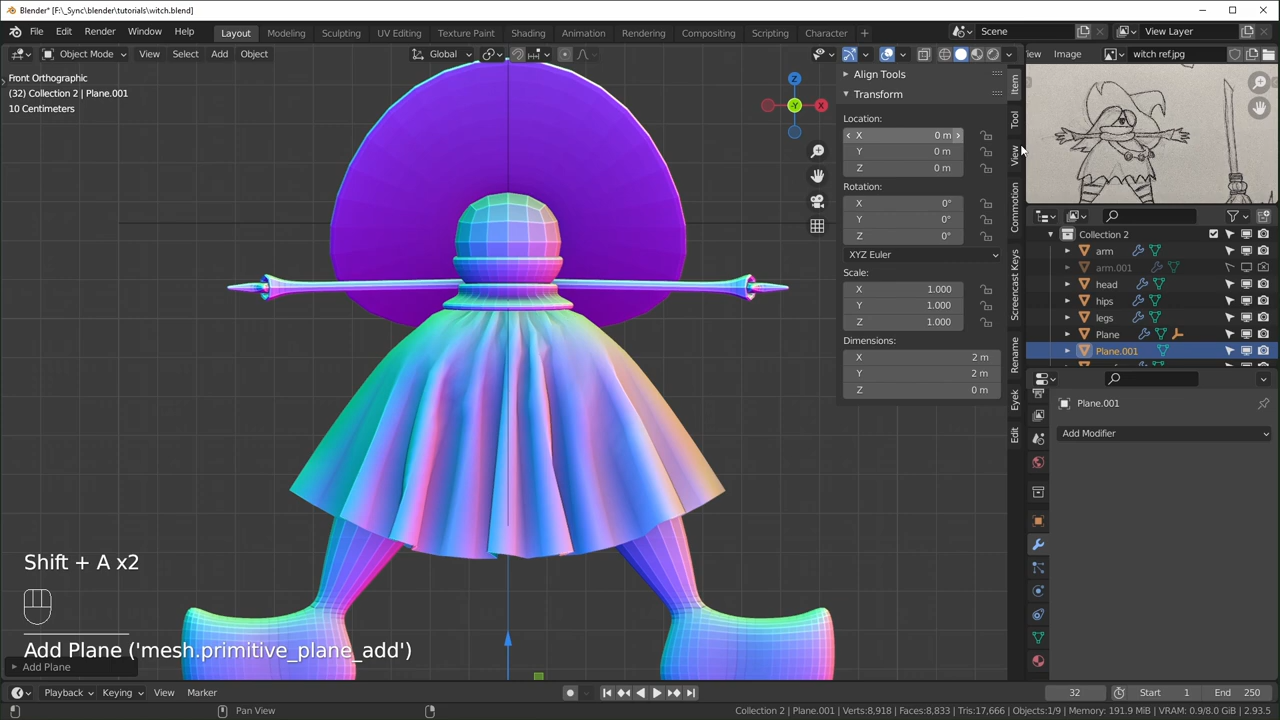 Blender* [F:\_Sync\blender\tutorials\witch.blend]
File Edit Render Window Help
Layout Modeling Sculpting UV Editing Texture Paint Shading Animation Rendering Compositing Scripting Character +
Scene
View Layer
Object Mode View Select Add Object
Global
iew Image witch ref.jpg
Front Orthographic
(32) Collection 2 | Plane.001
10 Centimeters
Z
X
-Y
Align Tools
Transform
Location:
X 0 m
Y 0 m
Z 0 m
Rotation:
X 0°
Y 0°
Z 0°
XYZ Euler
Scale:
X 1.000
Y 1.000
Z 1.000
Dimensions:
X 2 m
Y 2 m
Z 0 m
Item
Tool
View
Commotion
Screencast Keys
Rename
Eyek
Edit
Collection 2
arm
arm.001
head
hips
legs
Plane
Plane.001
Plane.001
Add Modifier
Shift + A x2
Add Plane ('mesh.primitive_plane_add')
Add Plane
Playback Keying View Marker
32 Start 1 End 250
Pan View
Collection 2 | Plane.001 | Verts:8,918 | Faces:8,833 | Tris:17,666 | Objects:1/9 | Memory: 191.9 MiB | VRAM: 0.9/8.0 GiB | 2.93.5